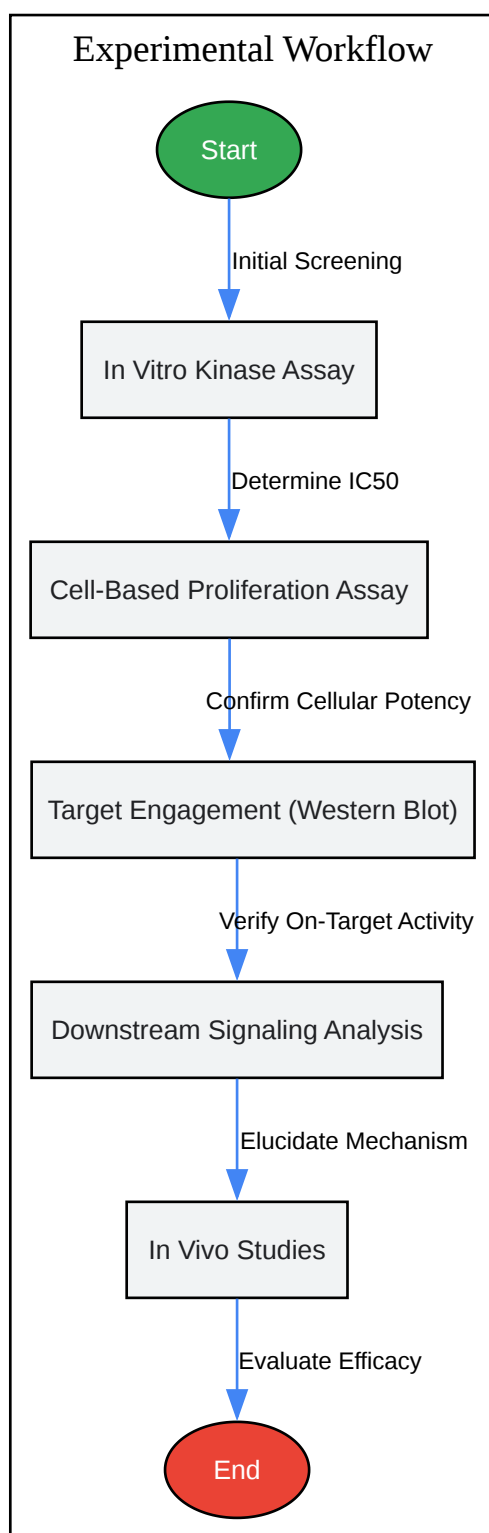 Experimental Workflow
Start
Initial Screening
In Vitro Kinase Assay
Determine IC50
Cell-Based Proliferation Assay
Confirm Cellular Potency
Target Engagement (Western Blot)
Verify On-Target Activity
Downstream Signaling Analysis
Elucidate Mechanism
In Vivo Studies
Evaluate Efficacy
End